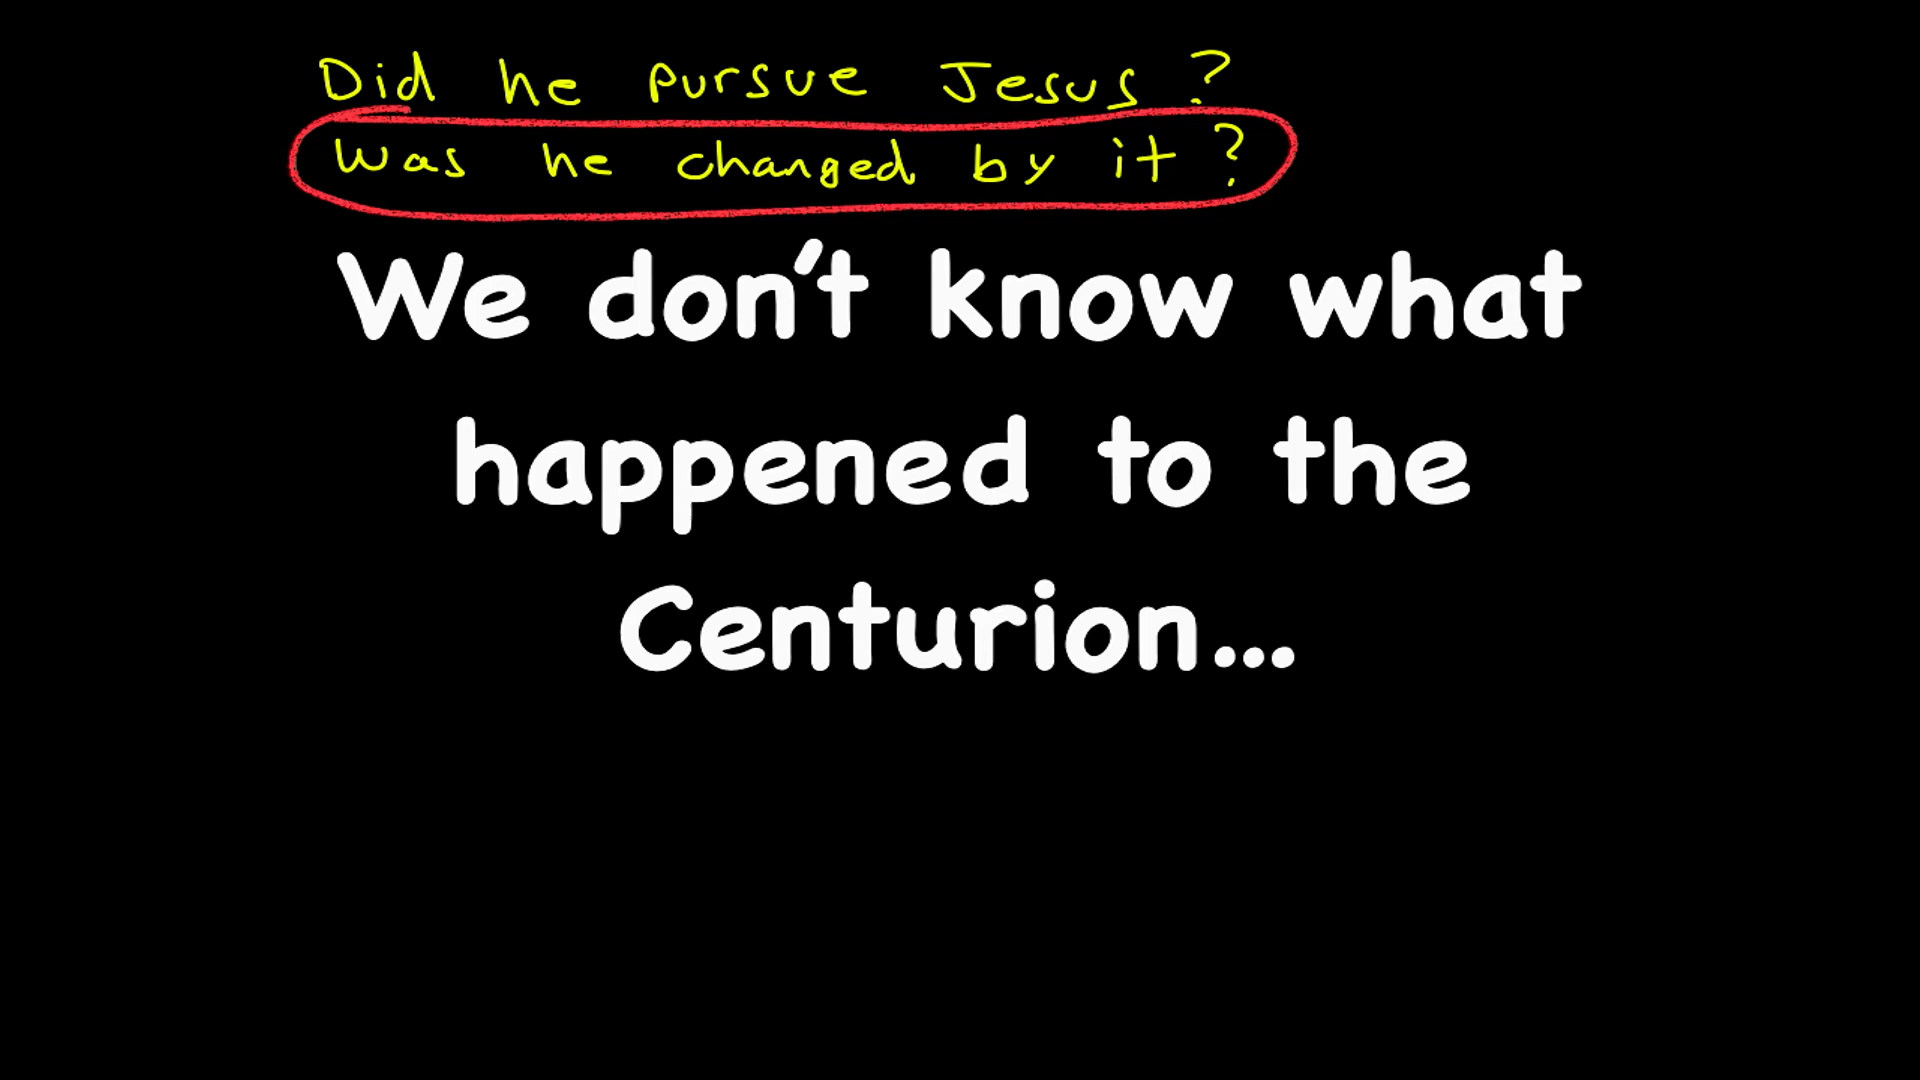 Did he pursue Jesus?
Was he changed by it?
We don't know what
happened to the
Centurion...